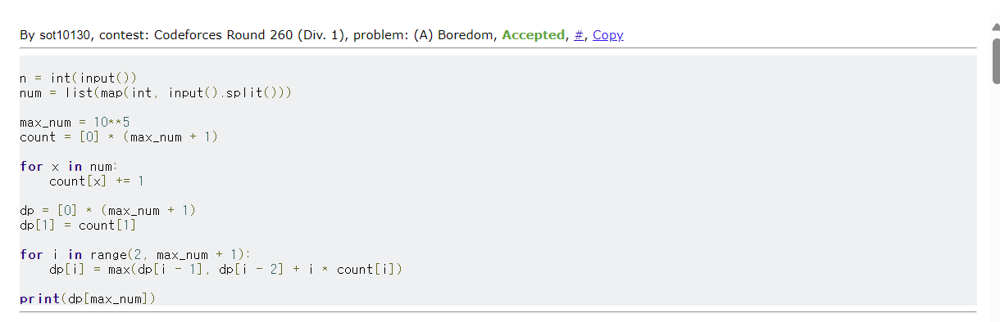 By sot10130, contest: Codeforces Round 260 (Div. 1), problem: (A) Boredom, Accepted, #, Copy
n = int(input())
num = list(map(int, input().split()))
max_num = 10**5
count = [0] * (max_num + 1)
for x in num:
    count[x] += 1
dp = [0] * (max_num + 1)
dp[1] = count[1]
for i in range(2, max_num + 1):
    dp[i] = max(dp[i - 1], dp[i - 2] + i * count[i])
print(dp[max_num])